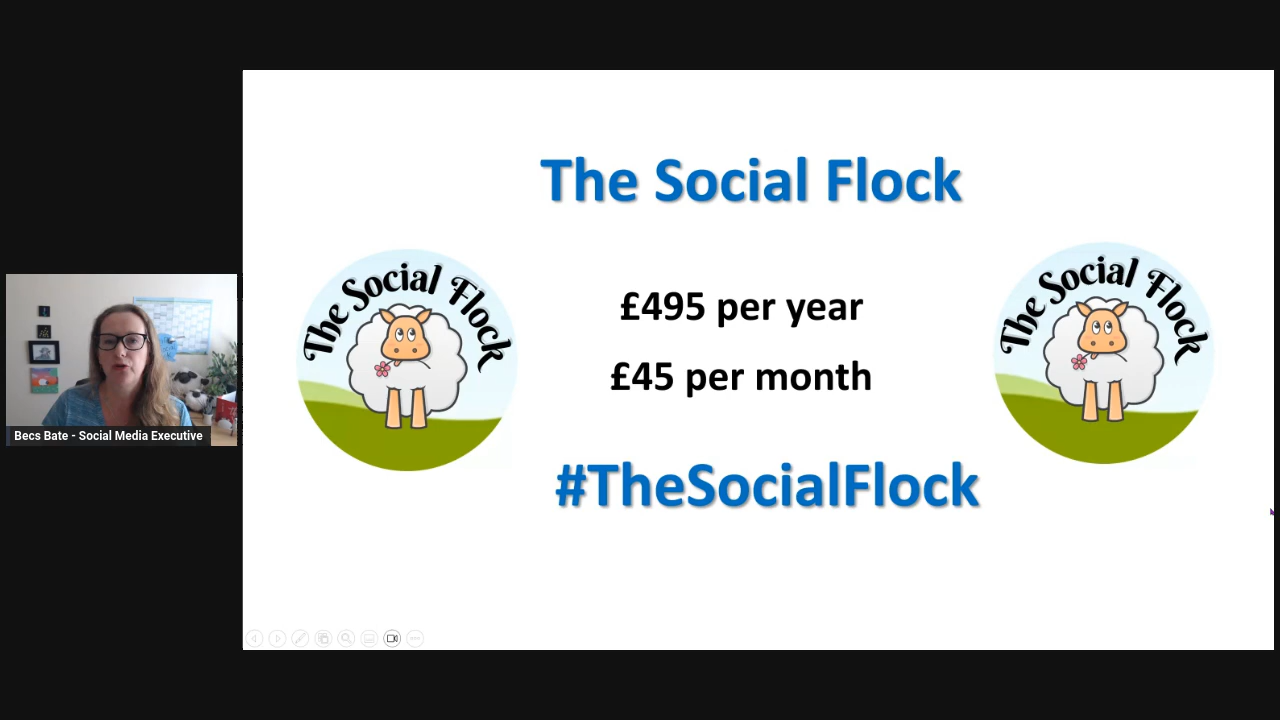 The Social Flock
The Social Flock
The Social Flock
£495 per year
£45 per month
#TheSocialFlock
Becs Bate - Social Media Executive